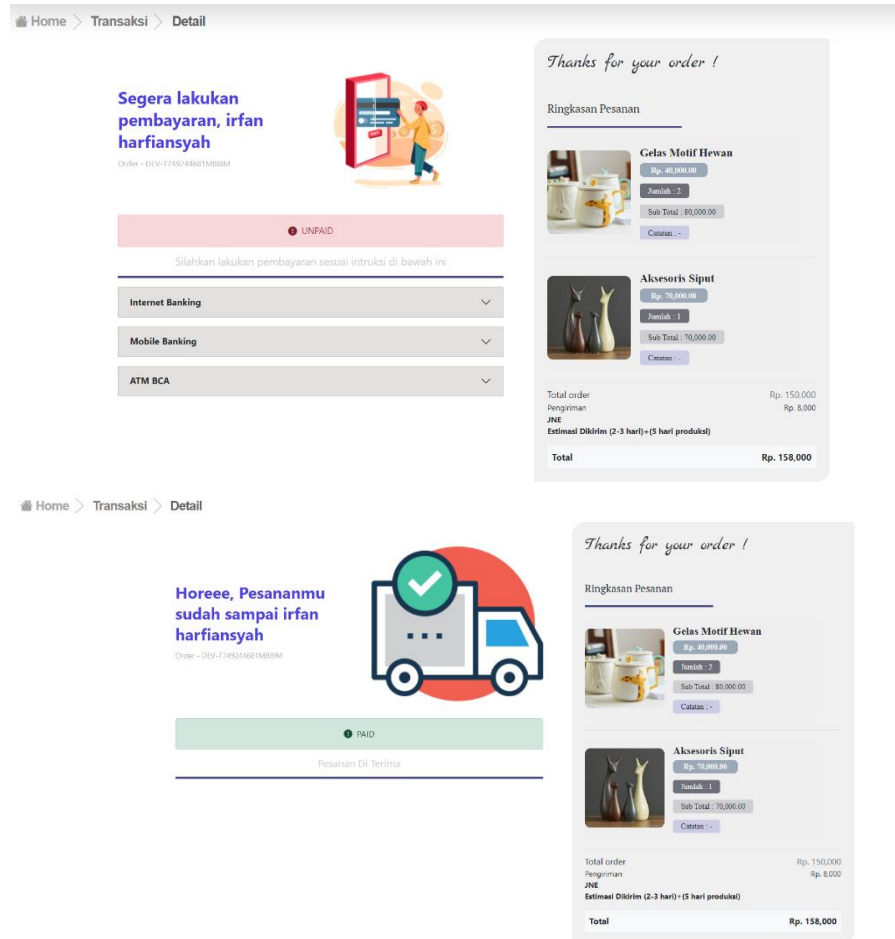 Home > Transaksi > Detail
Segera lakukan
pembayaran, irfan
harfiansyah
UNPAID
Silahkan lakukan pembayaran sesuai intruksi di bawah ini
Internet Banking
Mobile Banking
ATM BCA
Thanks for your order !
Ringkasan Pesanan
Gelas Motif Hewan
Rp. 40,000.00
Jumlah : 2
Sub Total : 80,000.00
Catatan : -
Aksesoris Siput
Rp. 70,000.00
Jumlah : 1
Sub Total : 70,000.00
Catatan : -
Total order Rp. 150,000
Pengiriman Rp. 8,000
JNE
Estimasi Dikirim (2-3 hari)+(5 hari produksi)
Total Rp. 158,000
Home > Transaksi > Detail
Horeee, Pesananmu
sudah sampai irfan
harfiansyah
PAID
Pesanan Di Terima
Thanks for your order !
Ringkasan Pesanan
Gelas Motif Hewan
Rp. 40,000.00
Jumlah : 2
Sub Total : 80,000.00
Catatan : -
Aksesoris Siput
Rp. 70,000.00
Jumlah : 1
Sub Total : 70,000.00
Catatan : -
Total order Rp. 150,000
Pengiriman Rp. 8,000
JNE
Estimasi Dikirim (2-3 hari)+(5 hari produksi)
Total Rp. 158,000